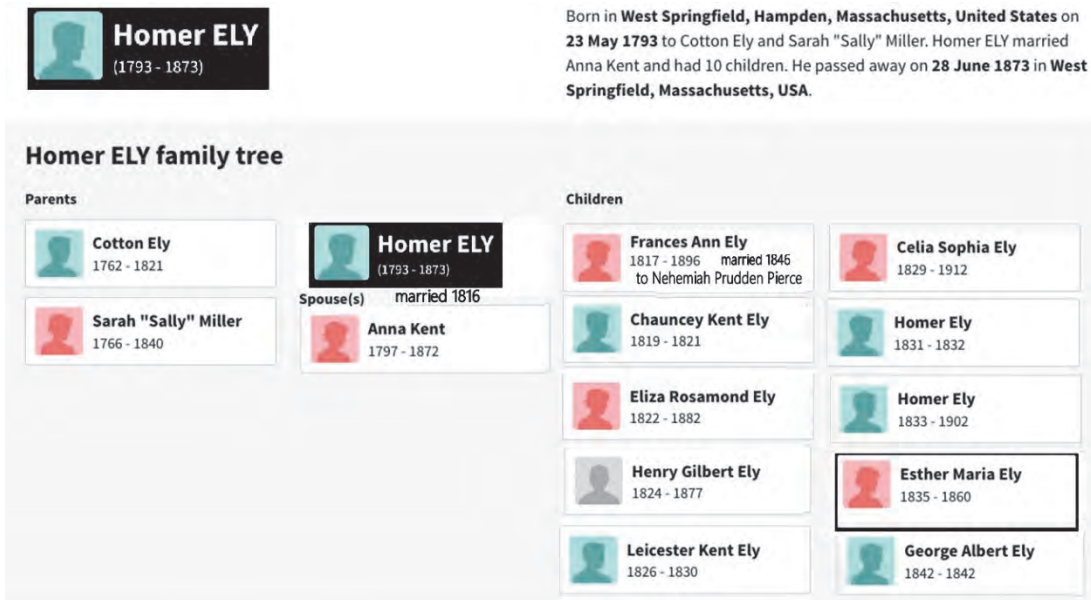 Homer ELY
(1793 - 1873)
Born in West Springfield, Hampden, Massachusetts, United States on
23 May 1793 to Cotton Ely and Sarah "Sally" Miller. Homer ELY married
Anna Kent and had 10 children. He passed away on 28 June 1873 in West
Springfield, Massachusetts, USA.
Homer ELY family tree
Parents
Cotton Ely
1762 - 1821
Sarah "Sally" Miller
1766 - 1840
Homer ELY
(1793 - 1873)
married 1816
Spouse(s)
Anna Kent
1797 - 1872
Children
Frances Ann Ely
1817 - 1896 married 1846
to Nehemiah Prudden Pierce
Chauncey Kent Ely
1819 - 1821
Eliza Rosamond Ely
1822 - 1882
Henry Gilbert Ely
1824 - 1877
Leicester Kent Ely
1826 - 1830
Celia Sophia Ely
1829 - 1912
Homer Ely
1831 - 1832
Homer Ely
1833 - 1902
Esther Maria Ely
1835 - 1860
George Albert Ely
1842 - 1842